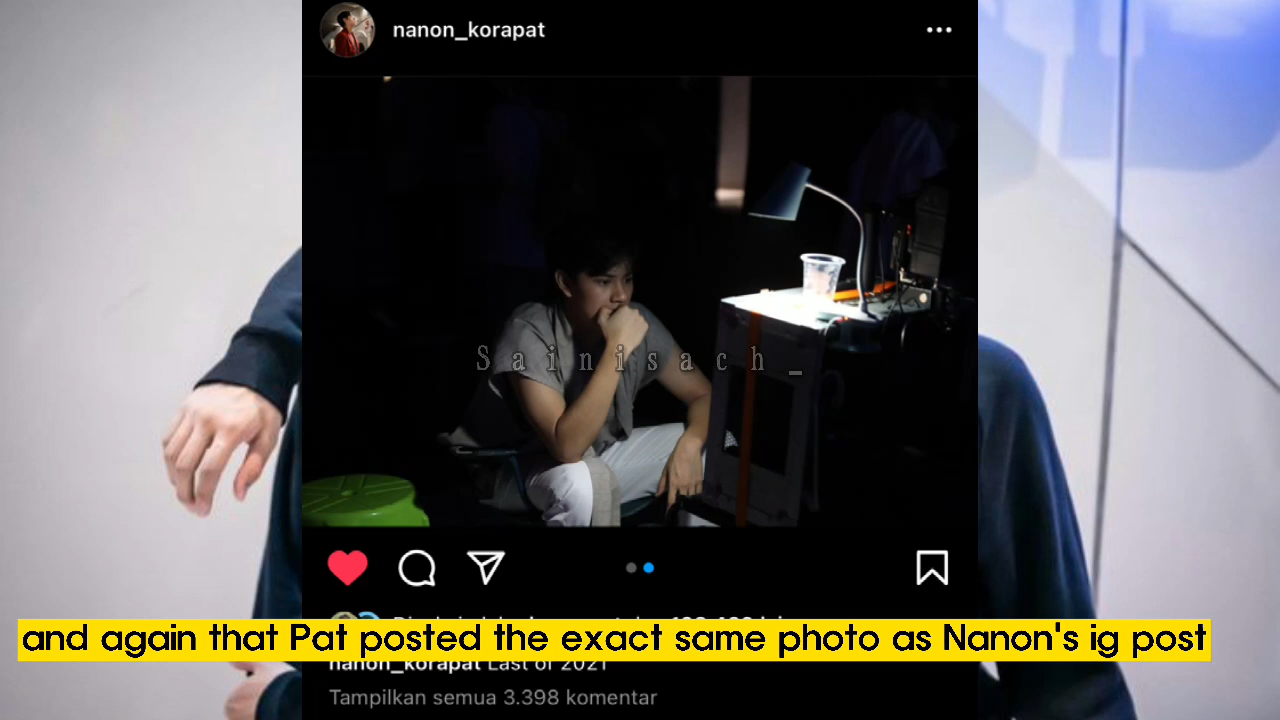 nanon_korapat
Sainisach_
and again that Pat posted the exact same photo as Nanon's ig post
nanon_korapat Last of 2021
Tampilkan semua 3.398 komentar